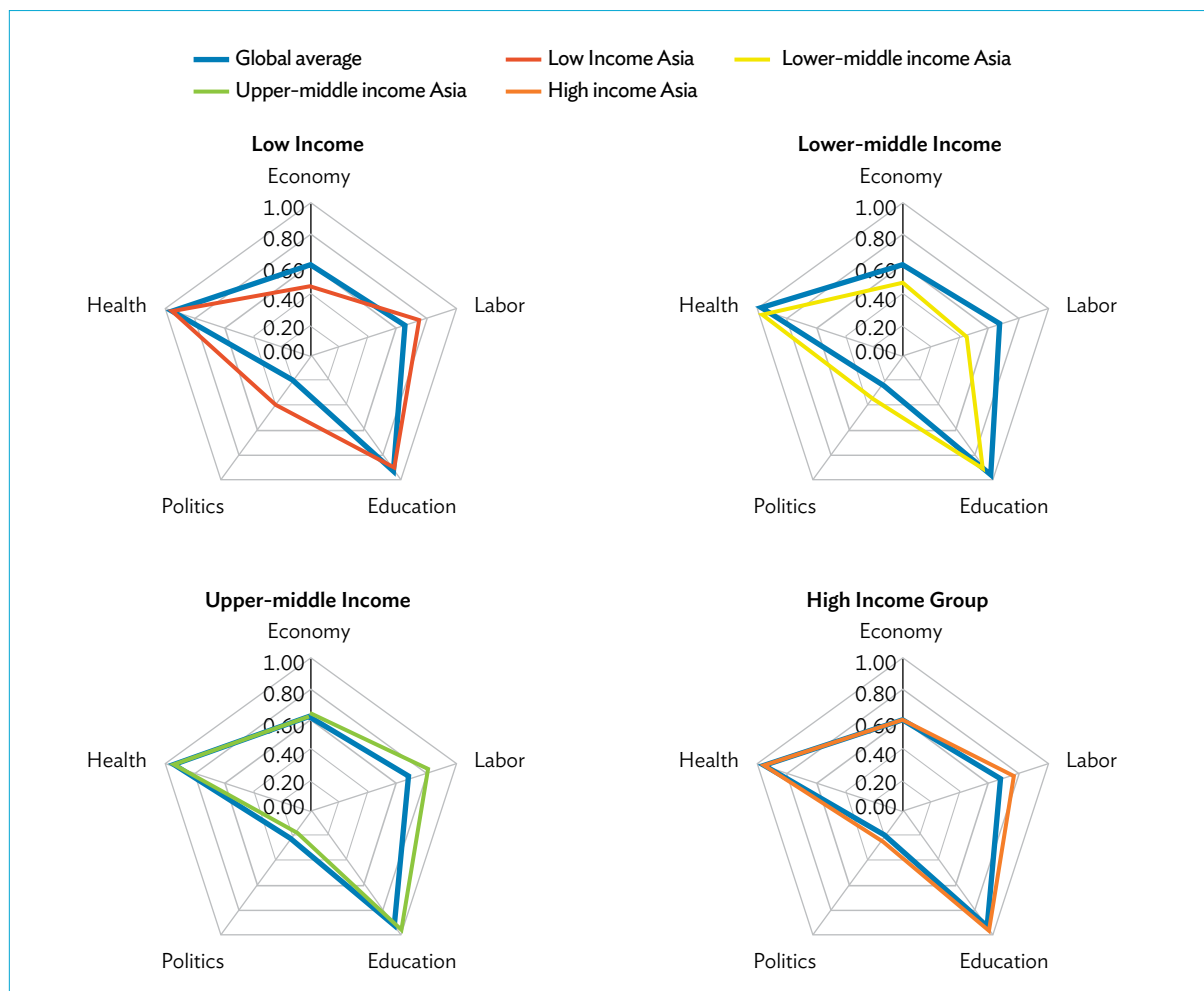 Global average
Low Income Asia
Lower-middle income Asia
Upper-middle income Asia
High income Asia
Low Income
Economy
1.00
0.80
0.60
0.40
0.20
0.00
Health
Labor
Politics
Education
Lower-middle Income
Economy
1.00
0.80
0.60
0.40
0.20
0.00
Health
Labor
Politics
Education
Upper-middle Income
Economy
1.00
0.80
0.60
0.40
0.20
0.00
Health
Labor
Politics
Education
High Income Group
Economy
1.00
0.80
0.60
0.40
0.20
0.00
Health
Labor
Politics
Education